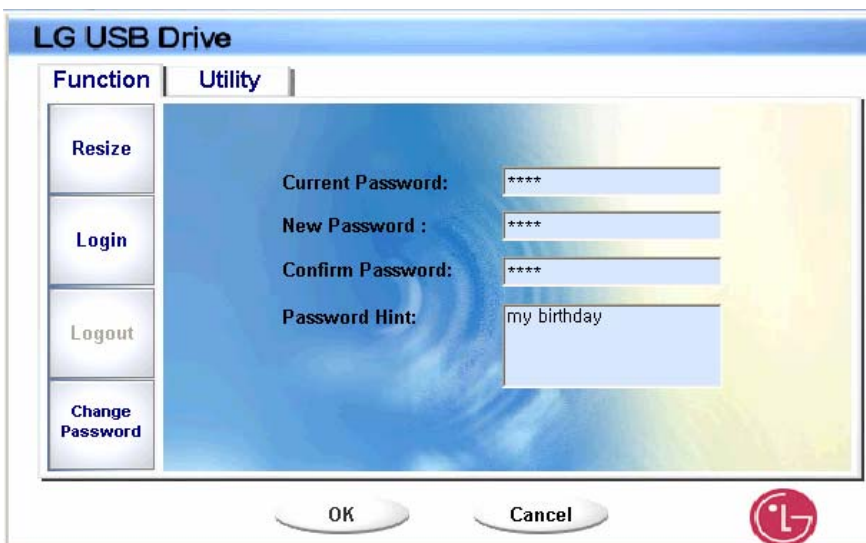 LG USB Drive
Function Utility
Resize
Login
Logout
Change
Password
Current Password: ****
New Password : ****
Confirm Password: ****
Password Hint: my birthday
OK Cancel
LG